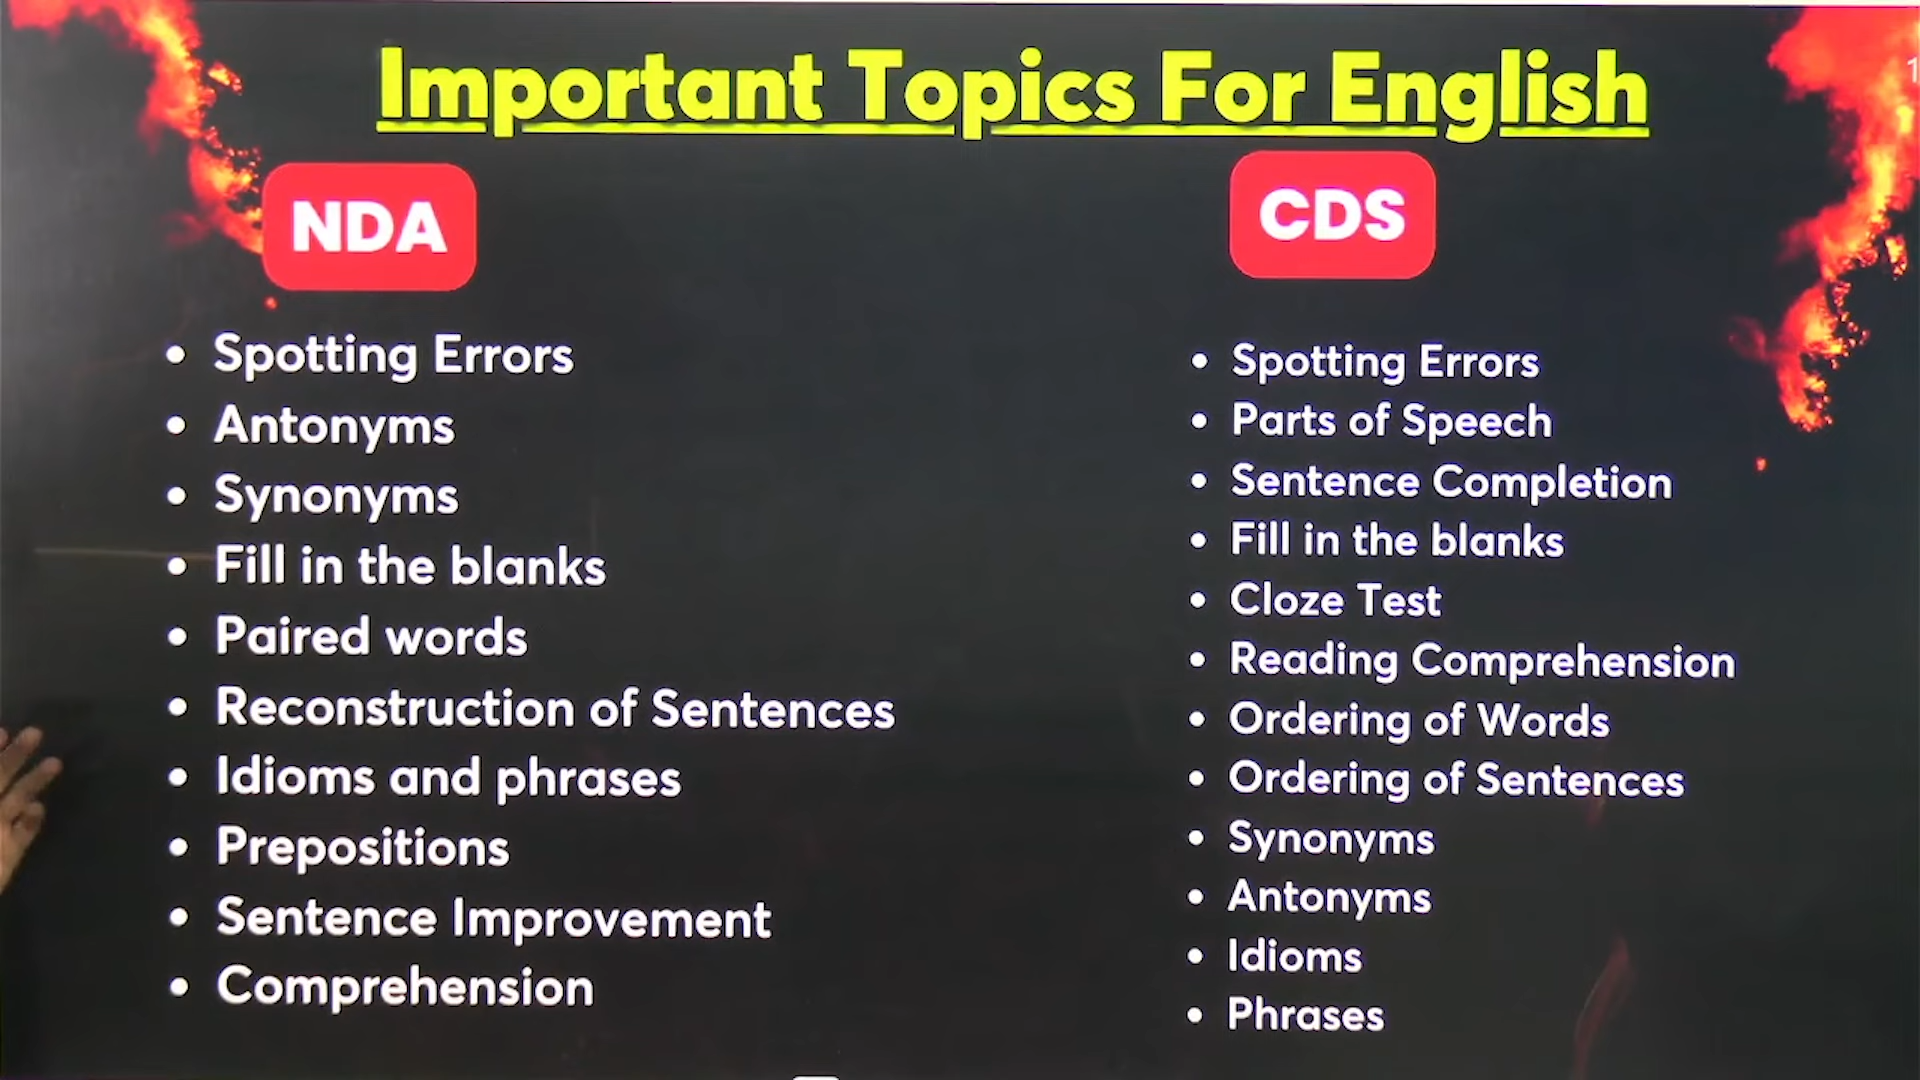 Important Topics For English
1
NDA
Spotting Errors
Antonyms
Synonyms
Fill in the blanks
Paired words
Reconstruction of Sentences
Idioms and phrases
Prepositions
Sentence Improvement
Comprehension
CDS
Spotting Errors
Parts of Speech
Sentence Completion
Fill in the blanks
Cloze Test
Reading Comprehension
Ordering of Words
Ordering of Sentences
Synonyms
Antonyms
Idioms
Phrases